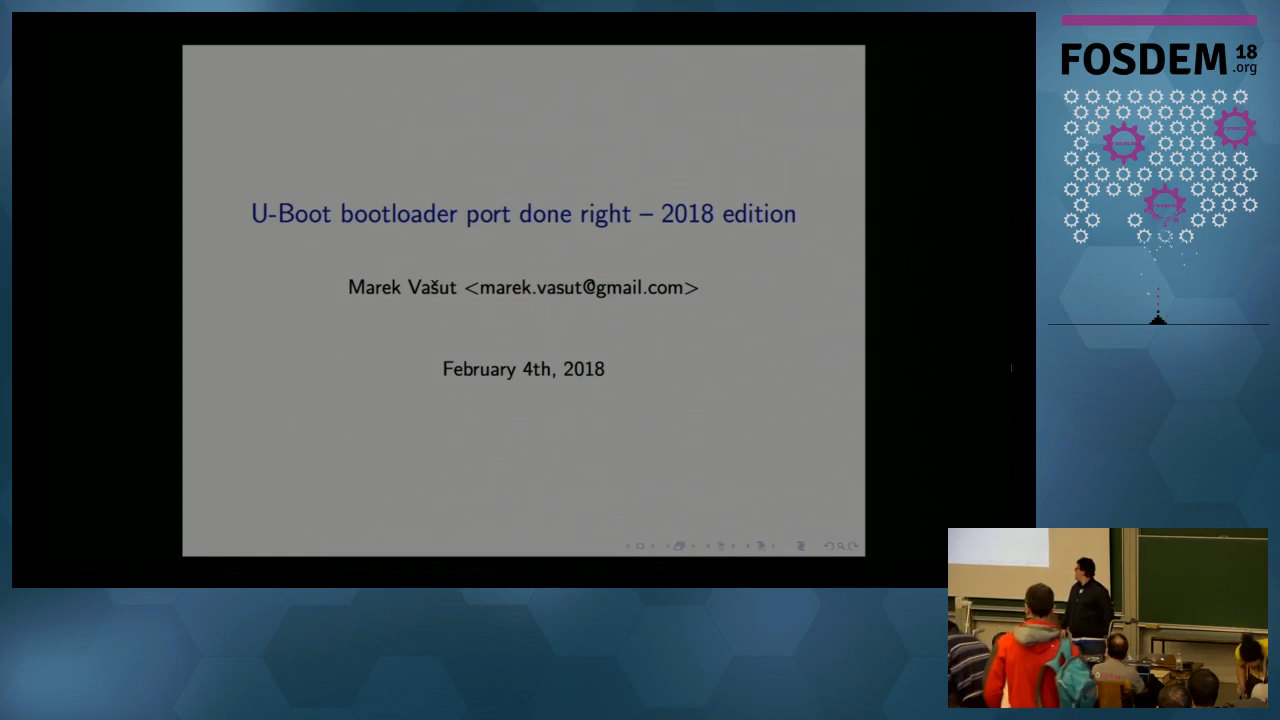 U-Boot bootloader port done right – 2018 edition
Marek Vašut <marek.vasut@gmail.com>
February 4th, 2018
FOSDEM 18
.org